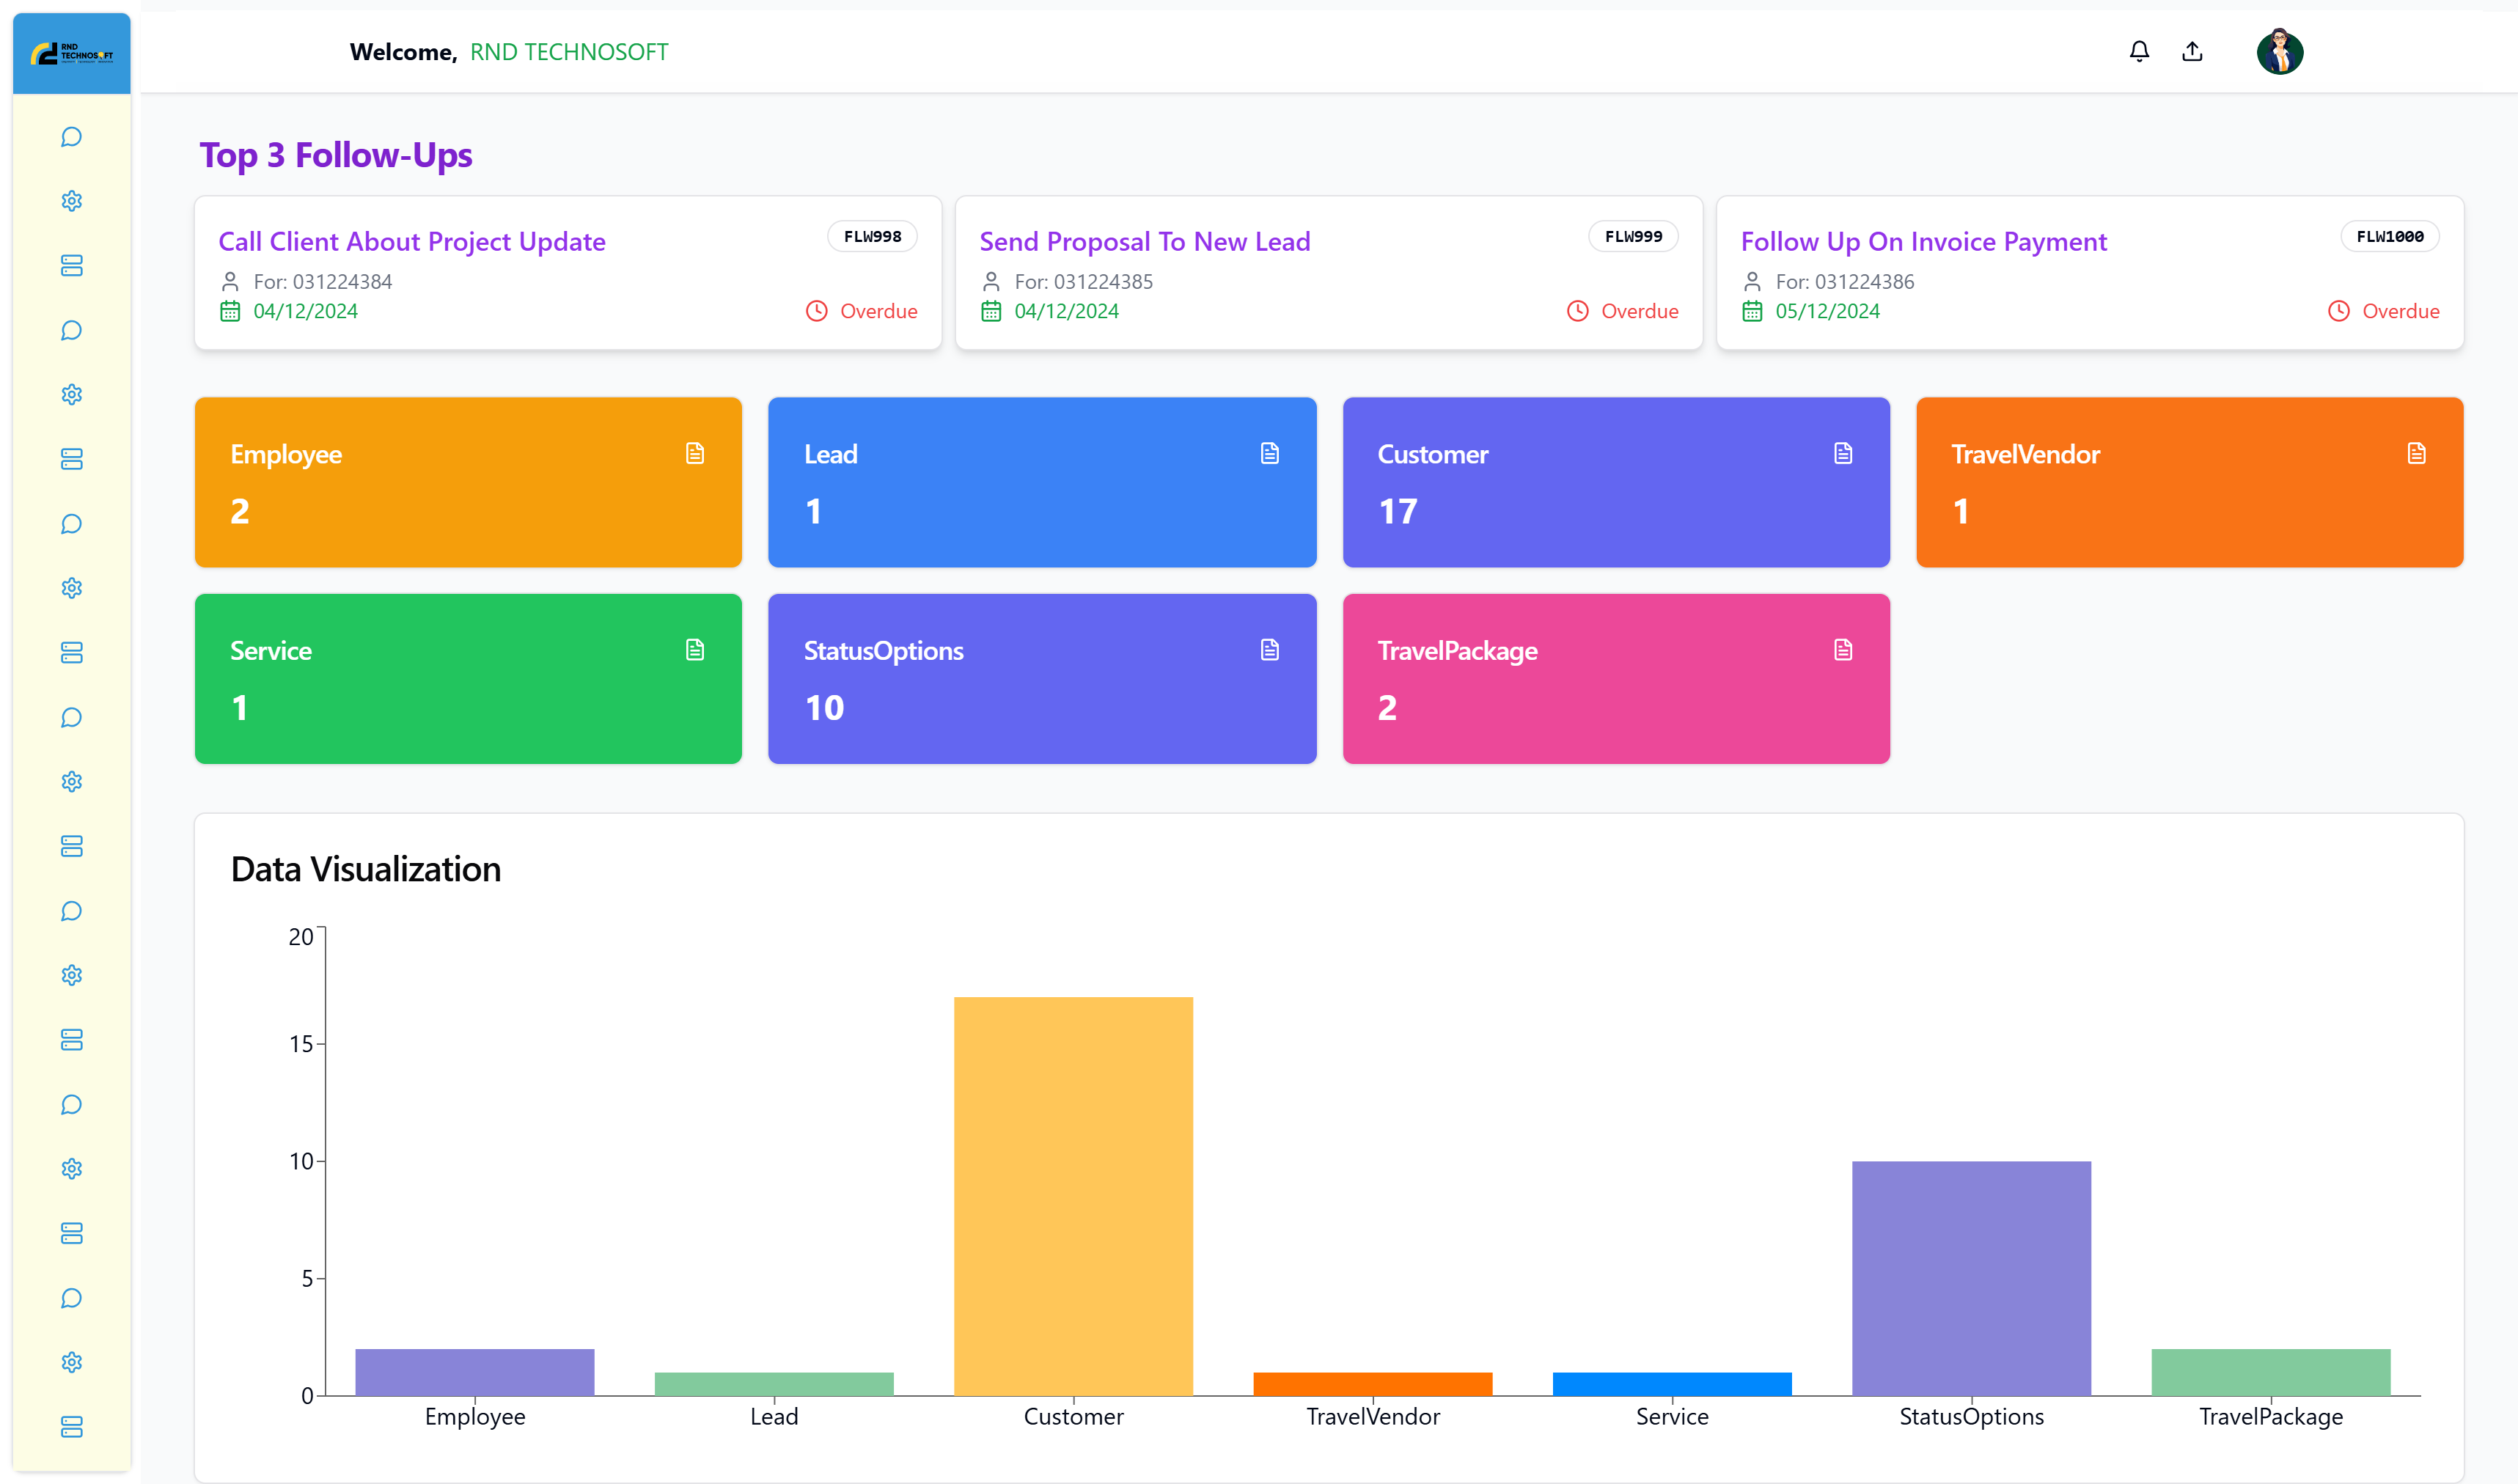 RND
TECHNOSOFT
Welcome, RND TECHNOSOFT
Top 3 Follow-Ups
Call Client About Project Update
FLW998
For: 031224384
04/12/2024
Overdue
Send Proposal To New Lead
FLW999
For: 031224385
04/12/2024
Overdue
Follow Up On Invoice Payment
FLW1000
For: 031224386
05/12/2024
Overdue
Employee
2
Lead
1
Customer
17
TravelVendor
1
Service
1
StatusOptions
10
TravelPackage
2
Data Visualization
20
15
10
5
0
Employee Lead Customer TravelVendor Service StatusOptions TravelPackage